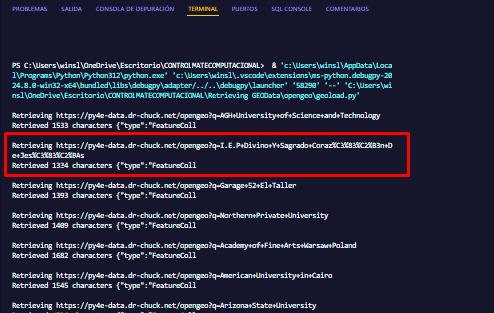 PROBLEMAS SALIDA CONSOLA DE DEPURACIÓN TERMINAL PUERTOS SQL CONSOLE COMENTARIOS
PS C:\Users\winsl\OneDrive\Escritorio\CONTROLMATECOMPUTACIONAL> & 'c:\Users\winsl\AppData\Loca
l\Programs\Python\Python312\python.exe' 'c:\Users\winsl\.vscode\extensions\ms-python.debugpy-20
24.8.0-win32-x64\bundled\libs\debugpy\adapter/../..\debugpy\launcher' '58290' '--' 'C:\Users\wi
nsl\OneDrive\Escritorio\CONTROLMATECOMPUTACIONAL\Retrieving GEOData\opengeo\geoload.py'
Retrieving https://py4e-data.dr-chuck.net/opengeo?q=AGH+University+of+Science+and+Technology
Retrieved 1533 characters {"type":"FeatureColl
Retrieving https://py4e-data.dr-chuck.net/opengeo?q=I.E.P+Divino+Y+Sagrado+Coraz%C3%83%C2%B3n+D
e+Jes%C3%83%C2%BAs
Retrieved 1334 characters {"type":"FeatureColl
Retrieving https://py4e-data.dr-chuck.net/opengeo?q=Garage+52+El+Taller
Retrieved 1393 characters {"type":"FeatureColl
Retrieving https://py4e-data.dr-chuck.net/opengeo?q=Northern+Private+University
Retrieved 1409 characters {"type":"FeatureColl
Retrieving https://py4e-data.dr-chuck.net/opengeo?q=Academy+of+Fine+Arts+Warsaw+Poland
Retrieved 1682 characters {"type":"FeatureColl
Retrieving https://py4e-data.dr-chuck.net/opengeo?q=American+University+in+Cairo
Retrieved 1545 characters {"type":"FeatureColl
Retrieving https://py4e-data.dr-chuck.net/opengeo?q=Arizona+State+University